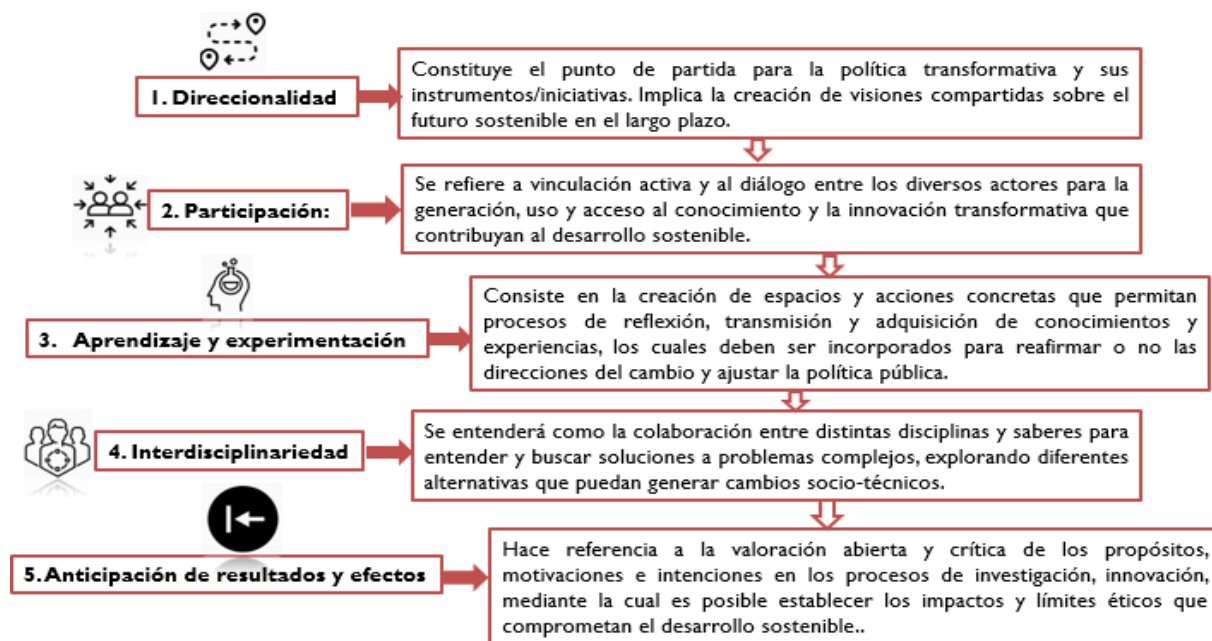 1. Direccionalidad
Constituye el punto de partida para la política transformativa y sus
instrumentos/iniciativas. Implica la creación de visiones compartidas sobre el
futuro sostenible en el largo plazo.
2. Participación:
Se refiere a vinculación activa y al diálogo entre los diversos actores para la
generación, uso y acceso al conocimiento y la innovación transformativa que
contribuyan al desarrollo sostenible.
3. Aprendizaje y experimentación
Consiste en la creación de espacios y acciones concretas que permitan
procesos de reflexión, transmisión y adquisición de conocimientos y
experiencias, los cuales deben ser incorporados para reafirmar o no las
direcciones del cambio y ajustar la política pública.
4. Interdisciplinariedad
Se entenderá como la colaboración entre distintas disciplinas y saberes para
entender y buscar soluciones a problemas complejos, explorando diferentes
alternativas que puedan generar cambios socio-técnicos.
5. Anticipación de resultados y efectos
Hace referencia a la valoración abierta y crítica de los propósitos,
motivaciones e intenciones en los procesos de investigación, innovación,
mediante la cual es posible establecer los impactos y límites éticos que
comprometan el desarrollo sostenible..